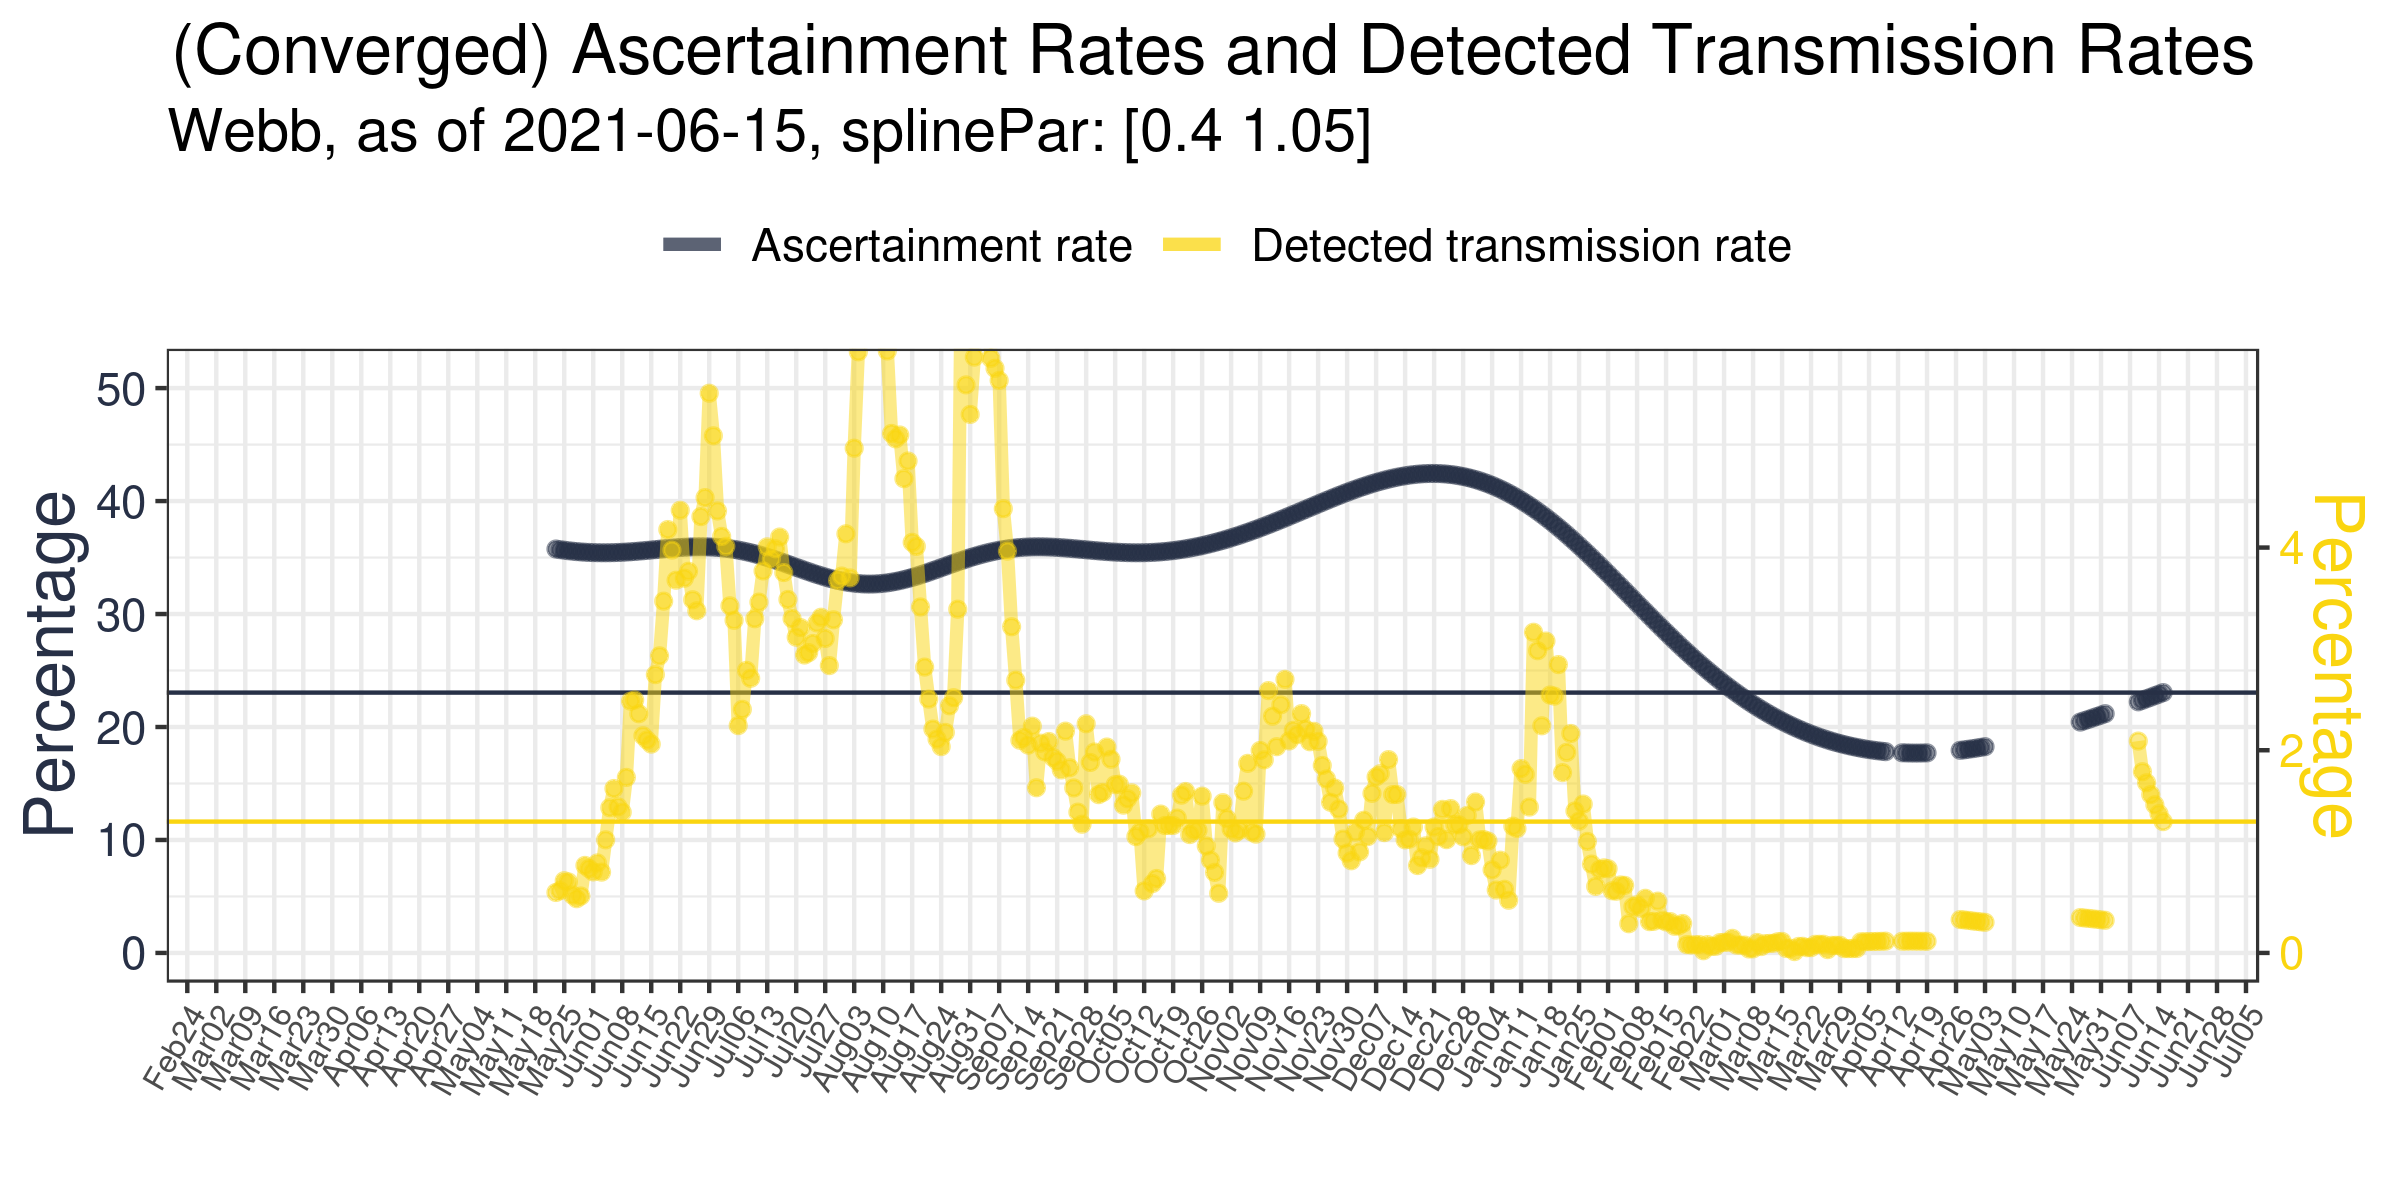 (Converged) Ascertainment Rates and Detected Transmission Rates
Webb, as of 2021-06-15, splinePar: [0.4 1.05]
Ascertainment rate
Detected transmission rate
Percentage
50
40
30
20
10
0
4
2
0
Percentage
Feb24
Mar02
Mar09
Mar16
Mar23
Mar30
Apr06
Apr13
Apr20
Apr27
May04
May11
May18
May25
Jun01
Jun08
Jun15
Jun22
Jun29
Jul06
Jul13
Jul20
Jul27
Aug03
Aug10
Aug17
Aug24
Aug31
Sep07
Sep14
Sep21
Sep28
Oct05
Oct12
Oct19
Oct26
Nov02
Nov09
Nov16
Nov23
Nov30
Dec07
Dec14
Dec21
Dec28
Jan04
Jan11
Jan18
Jan25
Feb01
Feb08
Feb15
Feb22
Mar01
Mar08
Mar15
Mar22
Mar29
Apr05
Apr12
Apr19
Apr26
May03
May10
May17
May24
May31
Jun07
Jun14
Jun21
Jun28
Jul05